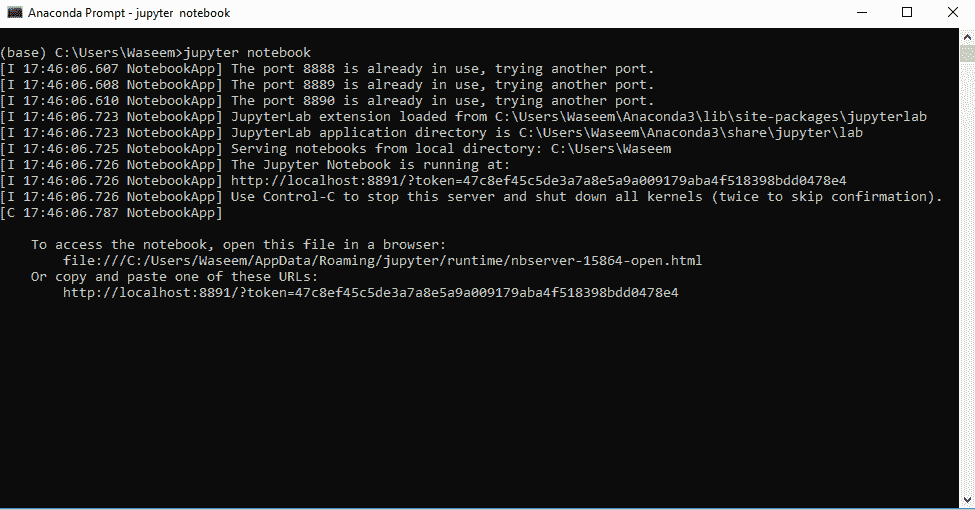 Anaconda Prompt - jupyter notebook
(base) C:\Users\Waseem>jupyter notebook
[I 17:46:06.607 NotebookApp] The port 8888 is already in use, trying another port.
[I 17:46:06.608 NotebookApp] The port 8889 is already in use, trying another port.
[I 17:46:06.610 NotebookApp] The port 8890 is already in use, trying another port.
[I 17:46:06.723 NotebookApp] JupyterLab extension loaded from C:\Users\Waseem\Anaconda3\lib\site-packages\jupyterlab
[I 17:46:06.723 NotebookApp] JupyterLab application directory is C:\Users\Waseem\Anaconda3\share\jupyter\lab
[I 17:46:06.725 NotebookApp] Serving notebooks from local directory: C:\Users\Waseem
[I 17:46:06.726 NotebookApp] The Jupyter Notebook is running at:
[I 17:46:06.726 NotebookApp] http://localhost:8891/?token=47c8ef45c5de3a7a8e5a9a009179aba4f518398bdd0478e4
[I 17:46:06.726 NotebookApp] Use Control-C to stop this server and shut down all kernels (twice to skip confirmation).
[C 17:46:06.787 NotebookApp]
To access the notebook, open this file in a browser:
file:///C:/Users/Waseem/AppData/Roaming/jupyter/runtime/nbserver-15864-open.html
Or copy and paste one of these URLs:
http://localhost:8891/?token=47c8ef45c5de3a7a8e5a9a009179aba4f518398bdd0478e4